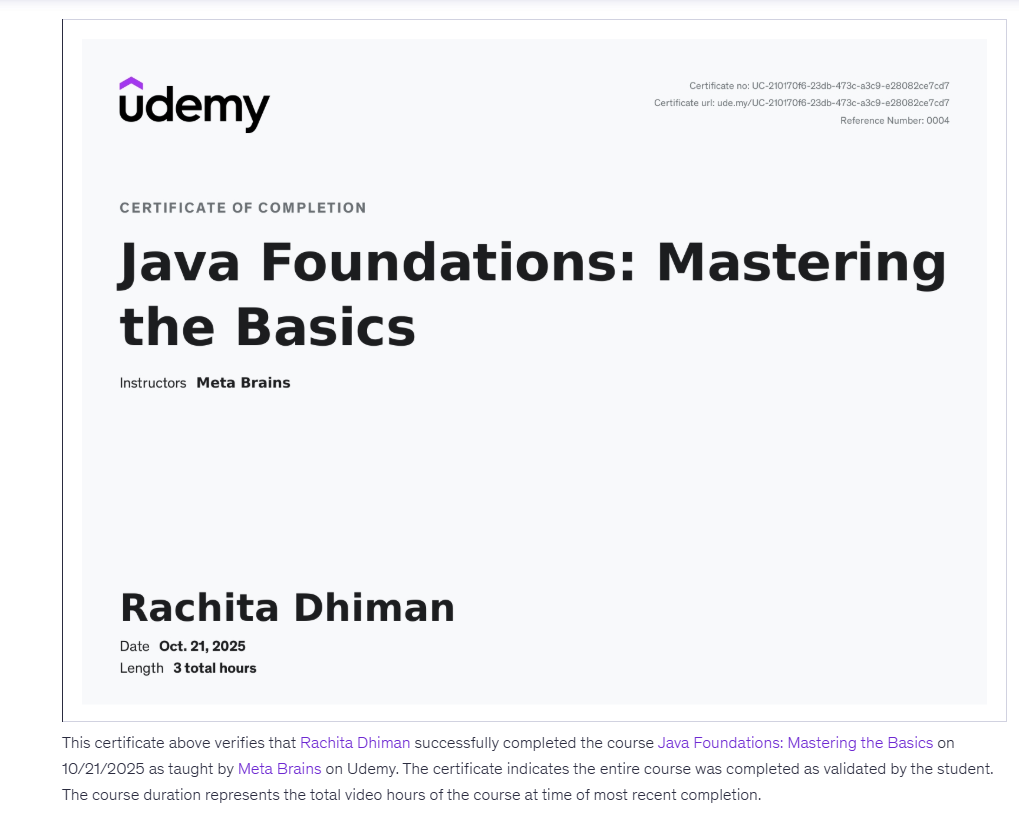 udemy
Certificate no: UC-210170f6-23db-473c-a3c9-e28082ce7cd7
Certificate url: ude.my/UC-210170f6-23db-473c-a3c9-e28082ce7cd7
Reference Number: 0004
CERTIFICATE OF COMPLETION
Java Foundations: Mastering
the Basics
Instructors Meta Brains
Rachita Dhiman
Date Oct. 21, 2025
Length 3 total hours
This certificate above verifies that Rachita Dhiman successfully completed the course Java Foundations: Mastering the Basics on
10/21/2025 as taught by Meta Brains on Udemy. The certificate indicates the entire course was completed as validated by the student.
The course duration represents the total video hours of the course at time of most recent completion.